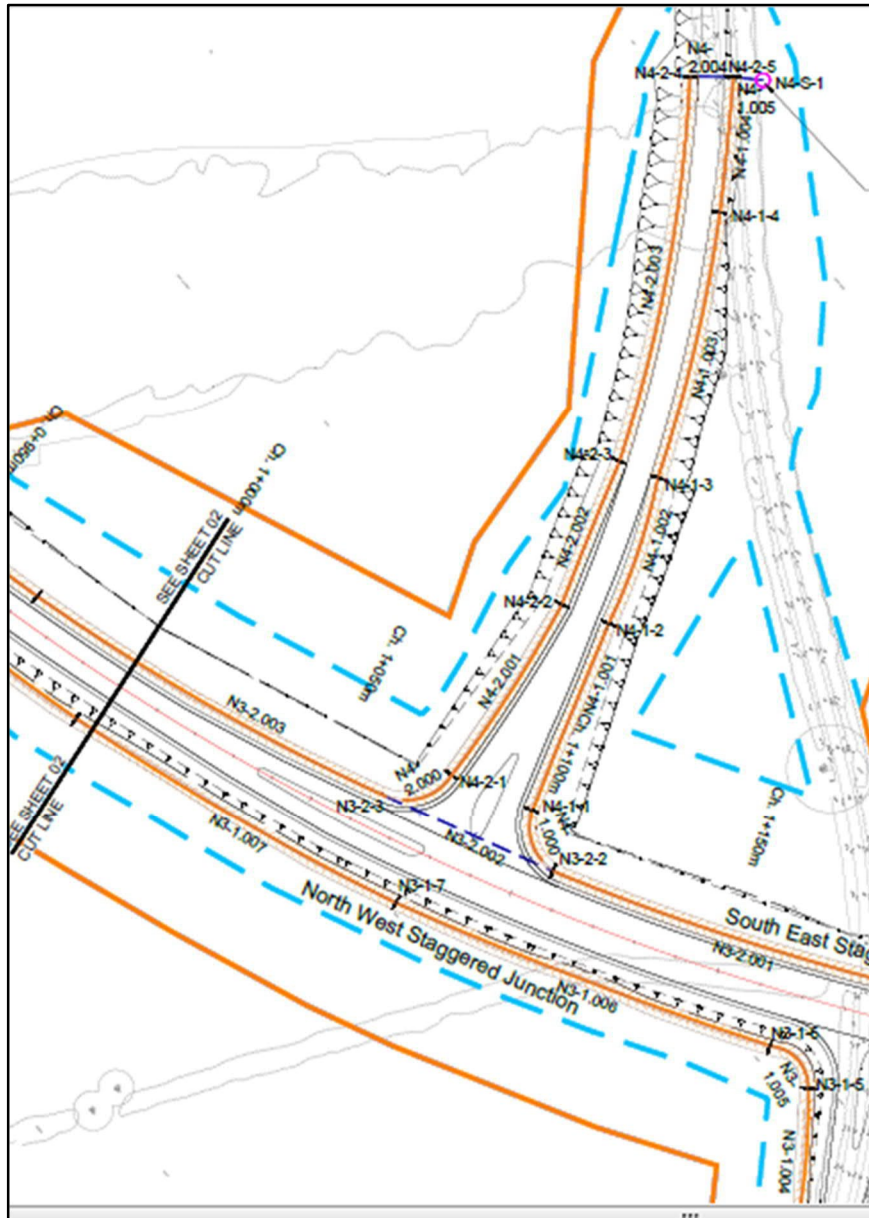 N4-
2.004
N4-2-4
N4-2-5
N4-S-1
N4-
1.005
N4-1.004
N4-1-4
N4-2.003
N4-1.003
N4-2-3
N4-1-3
N4-2.002
N4-1.002
N4-2-2
N4-1-2
Ch. 0+950m
Ch. 1+000m
SEE SHEET 02
CUT LINE
Ch. 1+050m
N4-2.001
N4-1.001
Ch. 1+100m
N3-2.003
N4-
2.000
N4-2-1
N3-2-3
N4-1-1
N4-
1.000
Ch. 1+150m
N3-2.002
N3-2-2
SEE SHEET 02
CUT LINE
N3-1.007
N3-1-7
North West Staggered Junction
South East Stag
N3-2.001
N3-1.006
N3-1-6
N3-
1.005
N3-1-5
N3-1.004